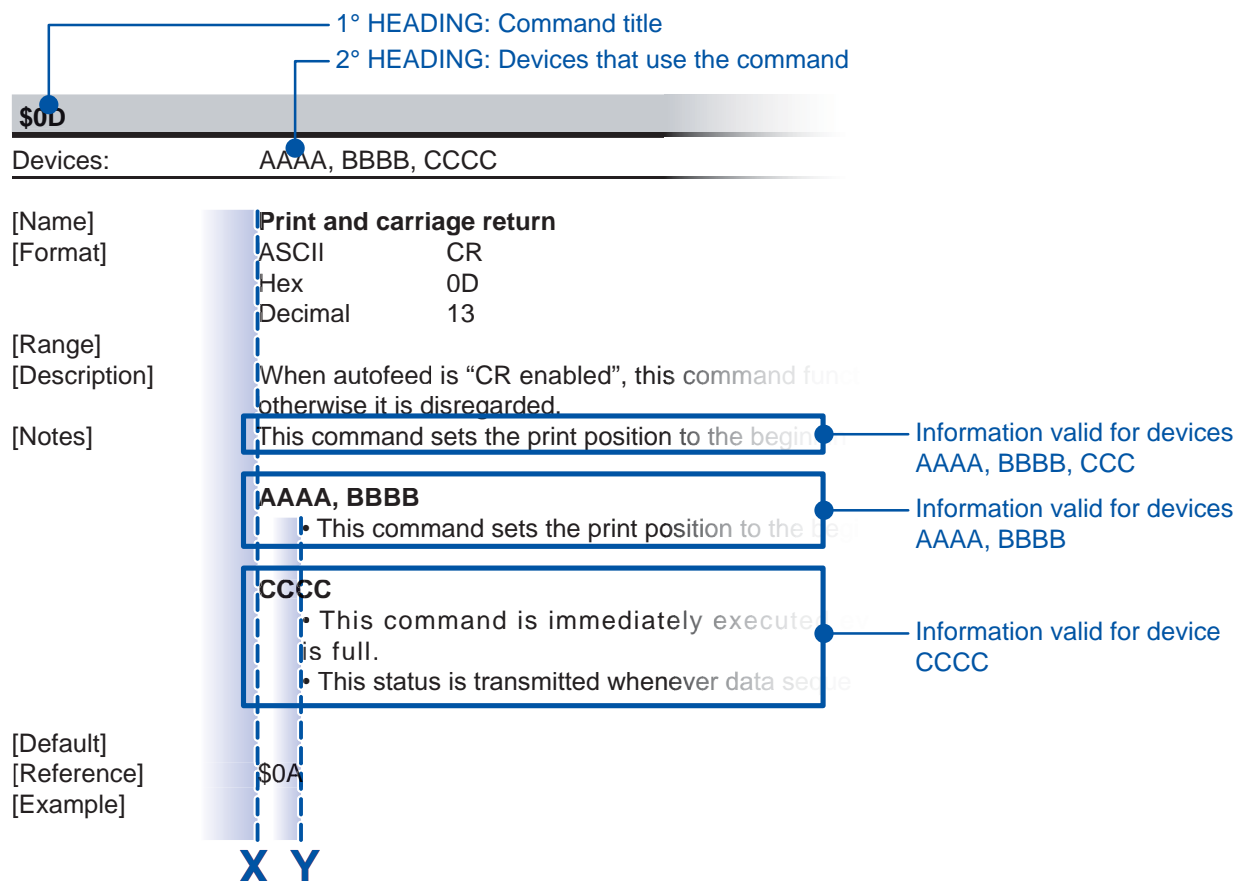 1° HEADING: Command title
2° HEADING: Devices that use the command
$0D
Devices: AAAA, BBBB, CCCC
[Name] Print and carriage return
[Format] ASCII CR
Hex 0D
Decimal 13
[Range]
[Description] When autofeed is “CR enabled”, this command
otherwise it is disregarded.
[Notes] This command sets the print position to the
Information valid for devices
AAAA, BBBB, CCC
AAAA, BBBB
• This command sets the print position to the
Information valid for devices
AAAA, BBBB
CCCC
• This command is immediately
is full.
• This status is transmitted whenever data
Information valid for device
CCCC
[Default]
[Reference] $0A
[Example]
X Y